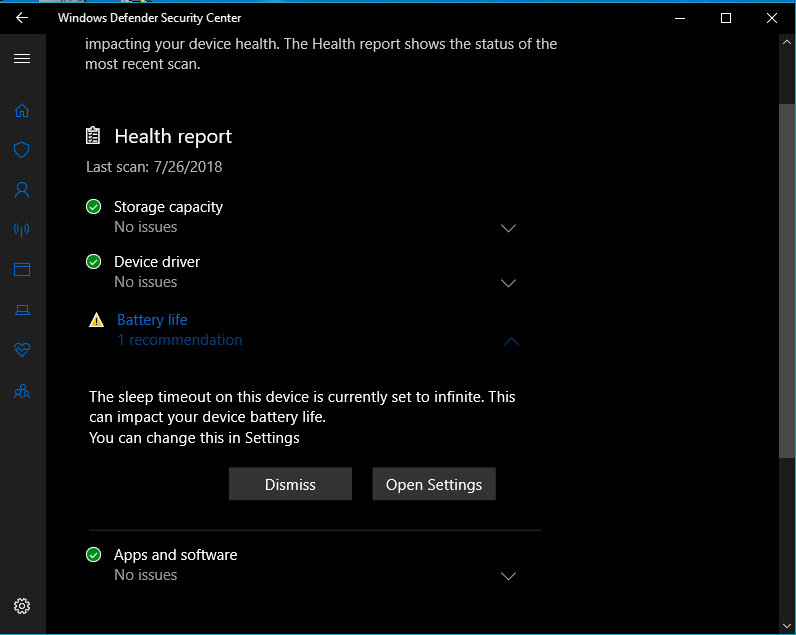 Windows Defender Security Center
impacting your device health. The Health report shows the status of the
most recent scan.
Health report
Last scan: 7/26/2018
Storage capacity
No issues
Device driver
No issues
Battery life
1 recommendation
The sleep timeout on this device is currently set to infinite. This
can impact your device battery life.
You can change this in Settings
Dismiss
Open Settings
Apps and software
No issues